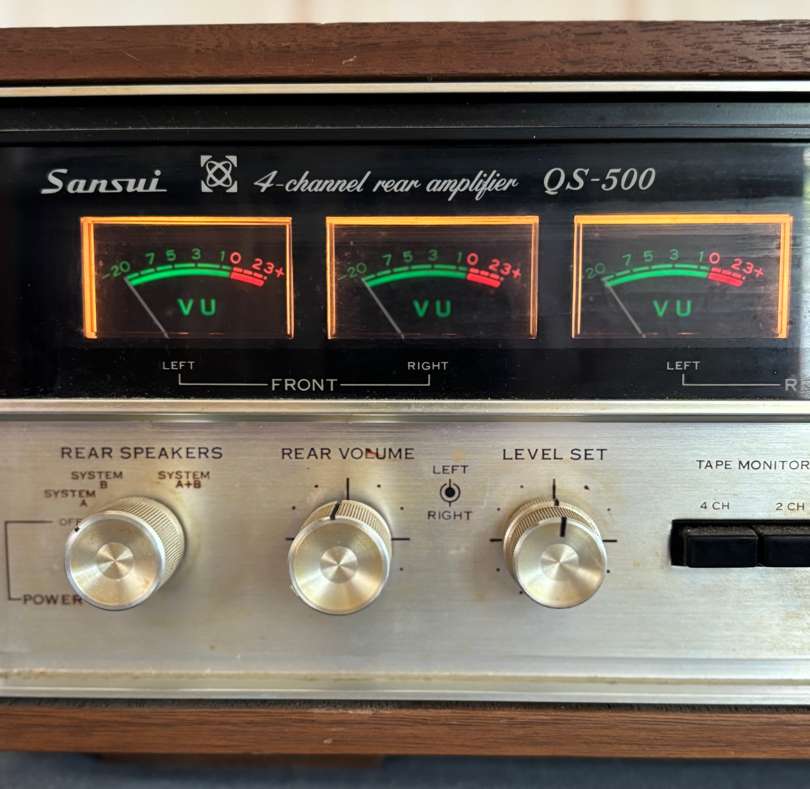 Sansui 4-channel rear amplifier QS-500
-20 7 5 3 1 0 2 3 +
VU
-20 7 5 3 1 0 2 3 +
VU
-20 7 5 3 1 0 2 3 +
VU
LEFT RIGHT LEFT
FRONT R
REAR SPEAKERS
SYSTEM A
SYSTEM B
SYSTEM A+B
OFF
POWER
REAR VOLUME
LEFT
RIGHT
LEVEL SET
TAPE MONITOR
4 CH 2 CH